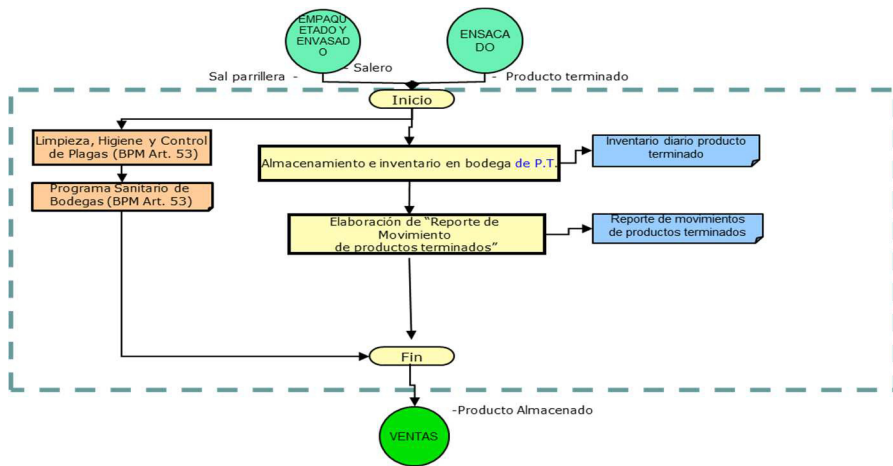 EMPAQU
ETADO Y
ENVASAD
O
ENSACA
DO
- Salero
Sal parrillera -
- Producto terminado
Inicio
Limpieza, Higiene y Control
de Plagas (BPM Art. 53)
Almacenamiento e inventario en bodega de P.T.
Inventario diario producto
terminado
Programa Sanitario de
Bodegas (BPM Art. 53)
Elaboración de “Reporte de
Movimiento
de productos terminados”
Reporte de movimientos
de productos terminados
Fin
-Producto Almacenado
VENTAS